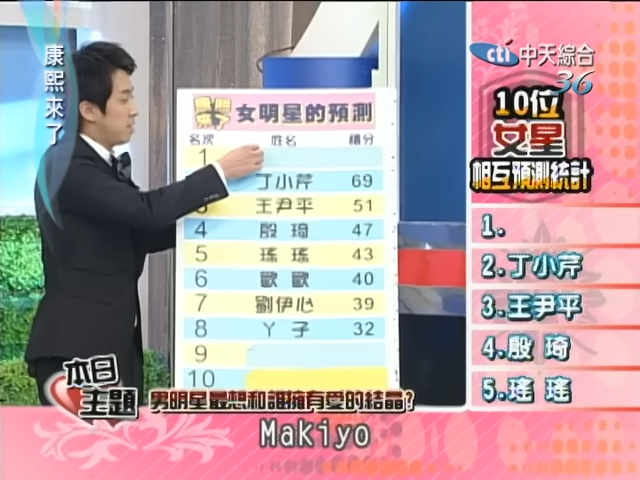 康熙來了
cti 中天綜合
36
康熙來了 女明星的預測
名次 姓名 積分
1
丁小芹 69
3 王尹平 51
4 殷琦 47
5 瑤瑤 43
6 歐歐 40
7 劉伊心 39
8 丫子 32
9
10
10位
女星
相互預測統計
1.
2.丁小芹
3.王尹平
4.殷琦
5.瑤瑤
本日
主題
男明星最想和誰擁有愛的結晶?
Makiyo